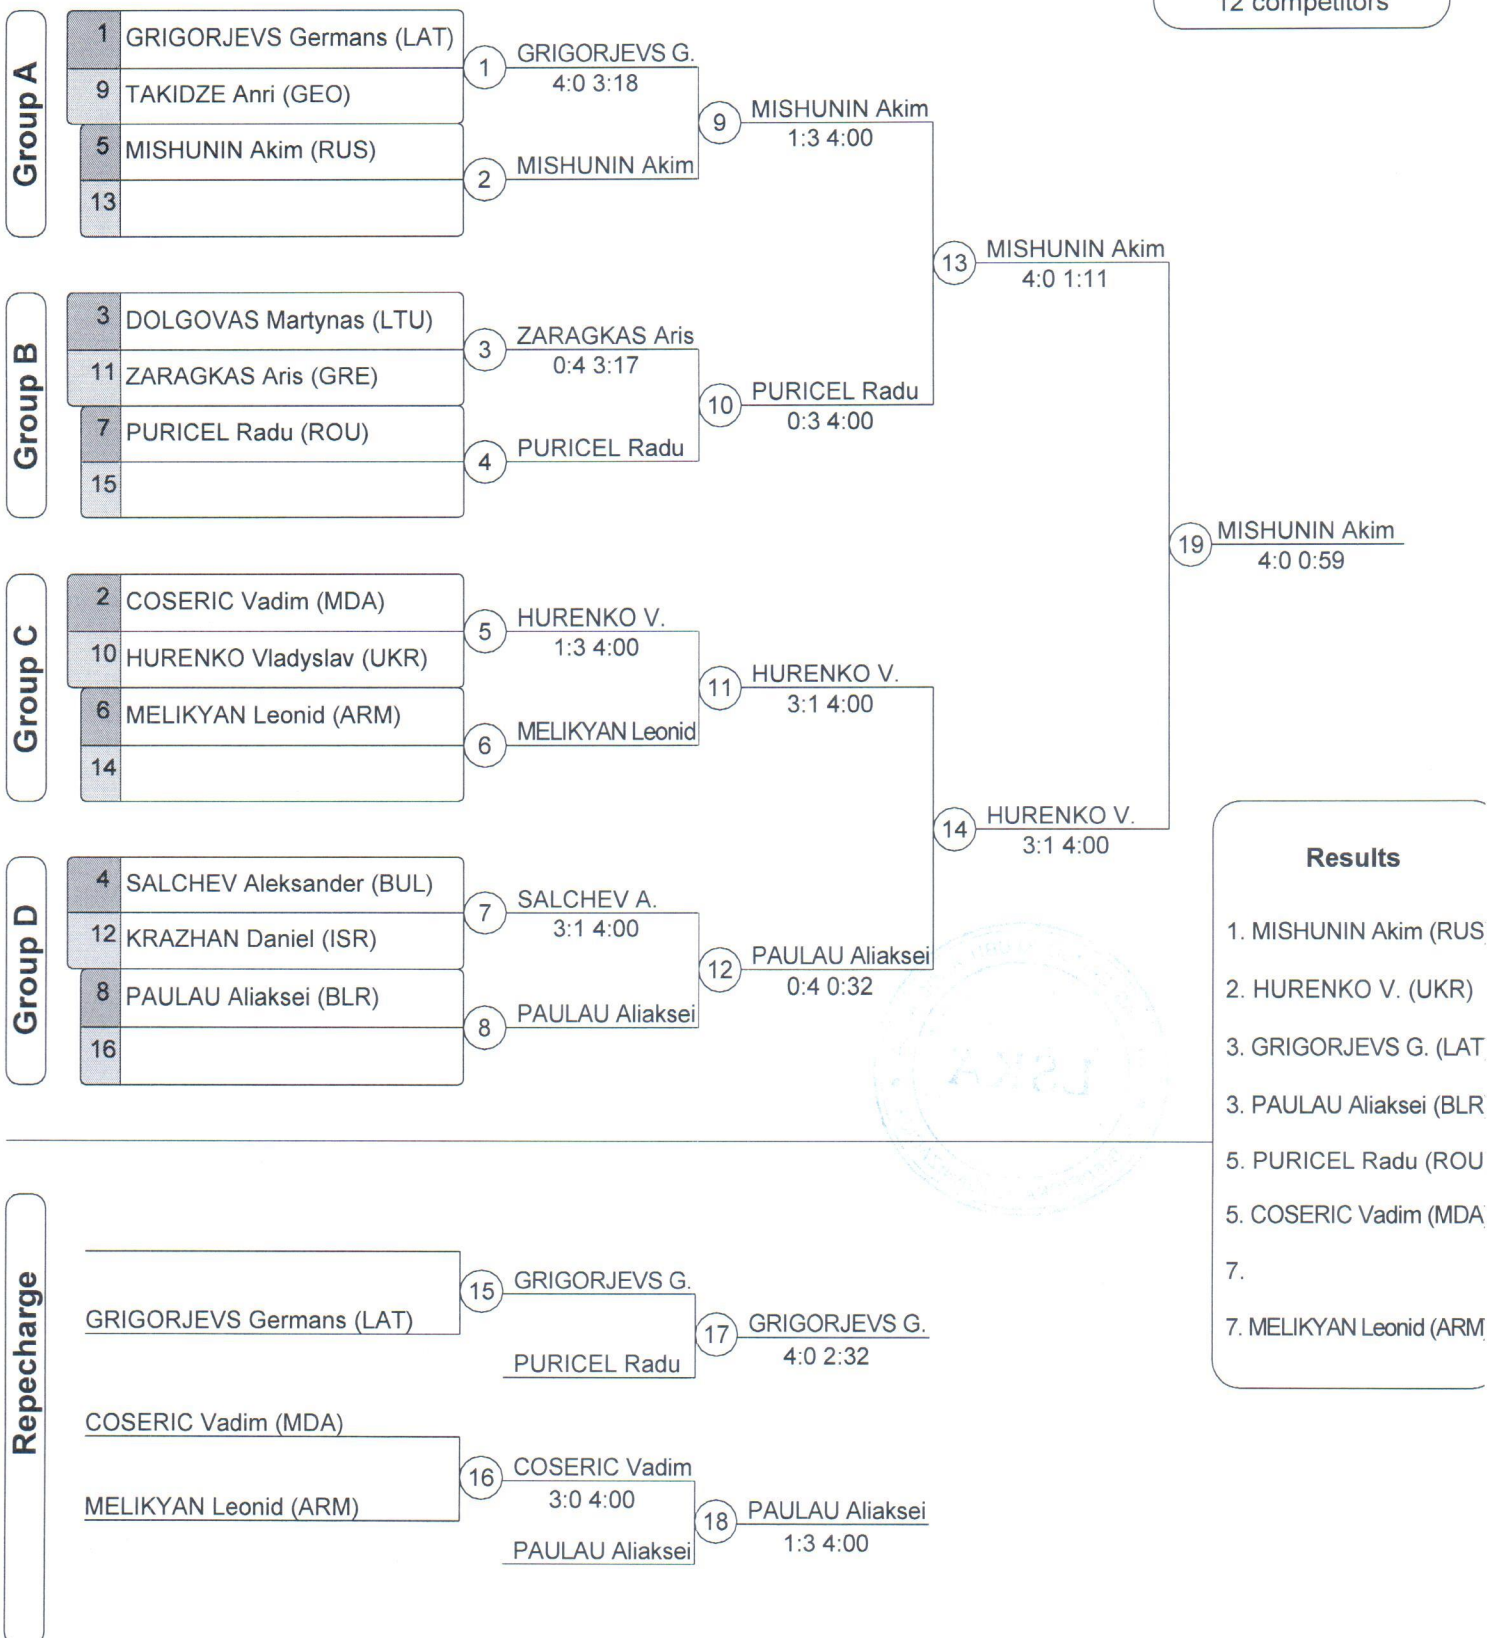 12 competitors
Group A
1 GRIGORJEVS Germans (LAT)
9 TAKIDZE Anri (GEO)
5 MISHUNIN Akim (RUS)
13
1 GRIGORJEVS G.
4:0 3:18
2 MISHUNIN Akim
9 MISHUNIN Akim
1:3 4:00
Group B
3 DOLGOVAS Martynas (LTU)
11 ZARAGKAS Aris (GRE)
7 PURICEL Radu (ROU)
15
3 ZARAGKAS Aris
0:4 3:17
4 PURICEL Radu
10 PURICEL Radu
0:3 4:00
13 MISHUNIN Akim
4:0 1:11
Group C
2 COSERIC Vadim (MDA)
10 HURENKO Vladyslav (UKR)
6 MELIKYAN Leonid (ARM)
14
5 HURENKO V.
1:3 4:00
6 MELIKYAN Leonid
11 HURENKO V.
3:1 4:00
Group D
4 SALCHEV Aleksander (BUL)
12 KRAZHAN Daniel (ISR)
8 PAULAU Aliaksei (BLR)
16
7 SALCHEV A.
3:1 4:00
8 PAULAU Aliaksei
12 PAULAU Aliaksei
0:4 0:32
14 HURENKO V.
3:1 4:00
19 MISHUNIN Akim
4:0 0:59
Results
1. MISHUNIN Akim (RUS)
2. HURENKO V. (UKR)
3. GRIGORJEVS G. (LAT
3. PAULAU Aliaksei (BLR)
5. PURICEL Radu (ROU
5. COSERIC Vadim (MDA)
7.
7. MELIKYAN Leonid (ARM)
LSKA
Repecharge
GRIGORJEVS Germans (LAT)
15 GRIGORJEVS G.
PURICEL Radu
17 GRIGORJEVS G.
4:0 2:32
COSERIC Vadim (MDA)
MELIKYAN Leonid (ARM)
16 COSERIC Vadim
3:0 4:00
PAULAU Aliaksei
18 PAULAU Aliaksei
1:3 4:00